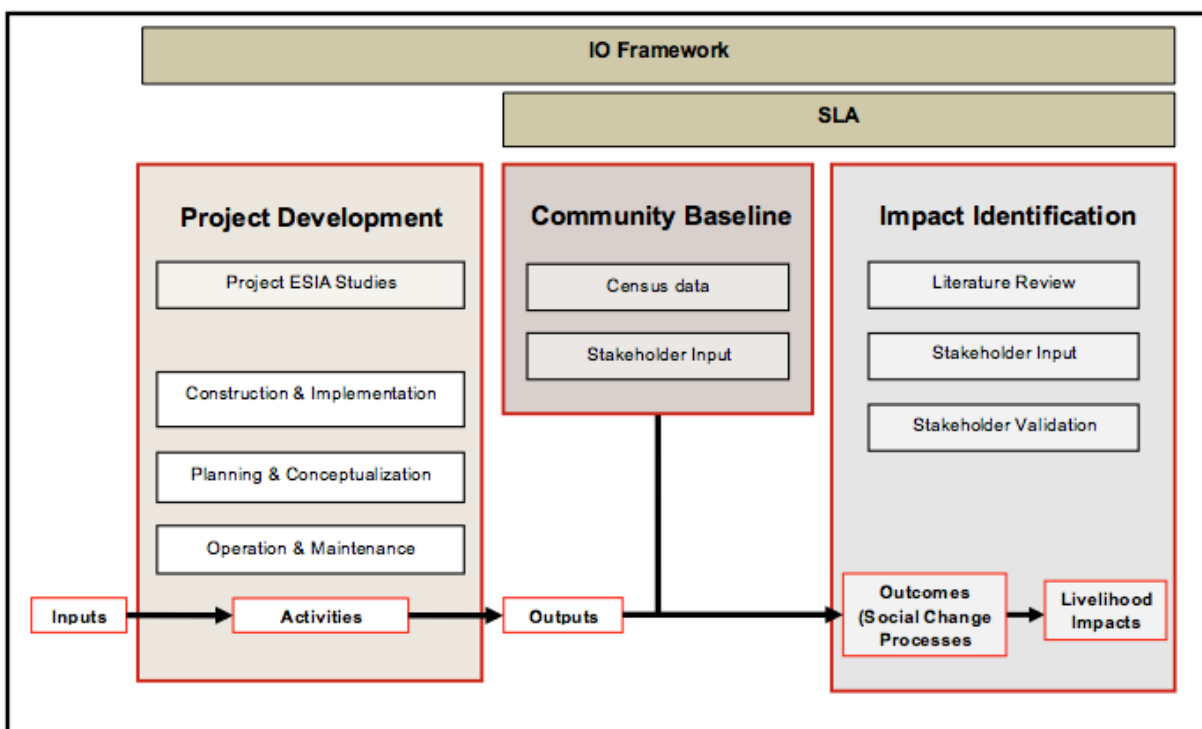 IO Framework
SLA
Project Development
Project ESIA Studies
Construction & Implementation
Planning & Conceptualization
Operation & Maintenance
Community Baseline
Census data
Stakeholder Input
Impact Identification
Literature Review
Stakeholder Input
Stakeholder Validation
Inputs
Activities
Outputs
Outcomes
(Social Change
Processes
Livelihood
Impacts